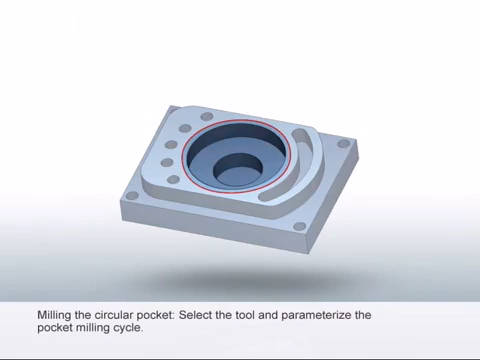 Milling the circular pocket: Select the tool and parameterize the
pocket milling cycle.